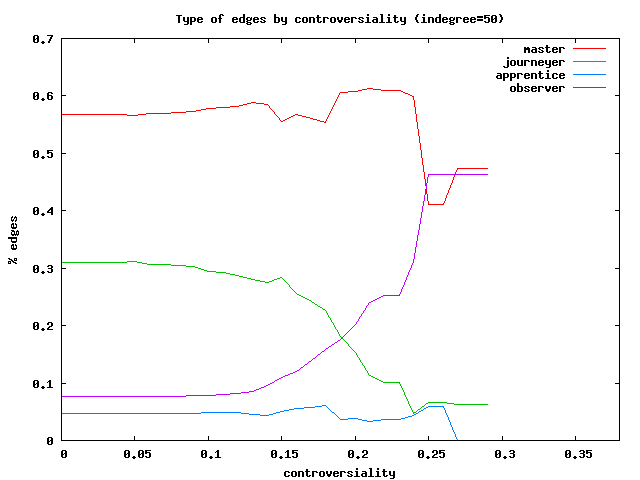 Type of edges by controversiality (indegree=50)
master
journeyer
apprentice
observer
% edges
0.7
0.6
0.5
0.4
0.3
0.2
0.1
0
0 0.05 0.1 0.15 0.2 0.25 0.3 0.35
controversiality